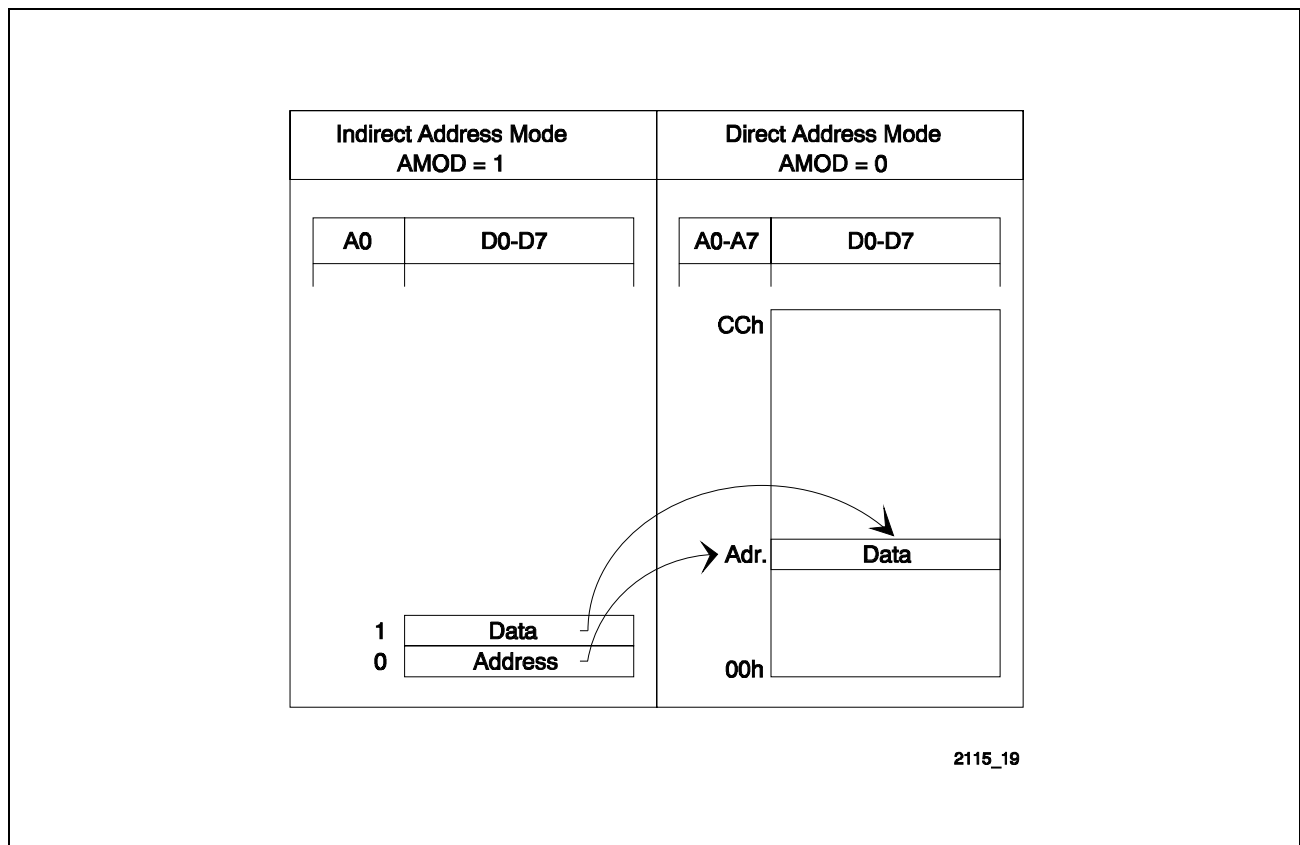 Indirect Address Mode
AMOD = 1
Direct Address Mode
AMOD = 0
A0 D0-D7
A0-A7 D0-D7
CCh
Adr. Data
1 Data
0 Address
00h
2115_19